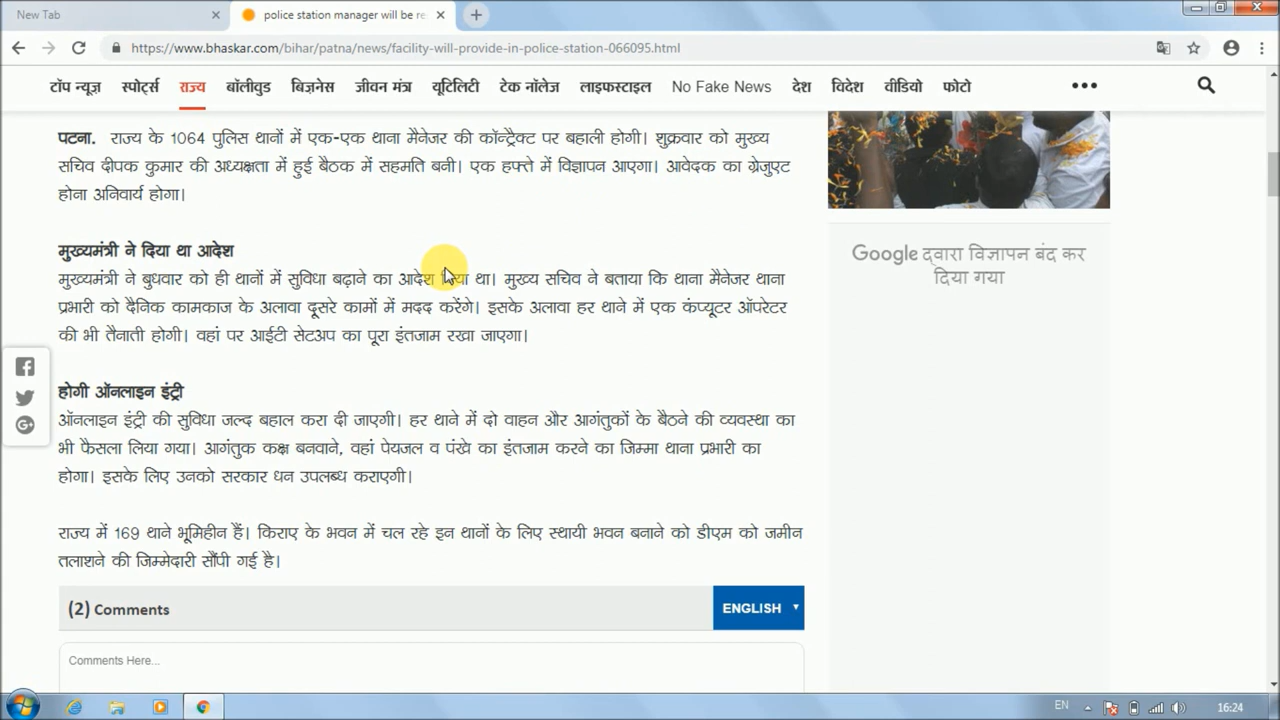 New Tab
police station manager will be re
https://www.bhaskar.com/bihar/patna/news/facility-will-provide-in-police-station-066095.html
टॉप न्यूज़ स्पोर्ट्स राज्य बॉलीवुड बिज़नेस जीवन मंत्र यूटिलिटी टेक नॉलेज लाइफस्टाइल No Fake News देश विदेश वीडियो फोटो
पटना. राज्य के 1064 पुलिस थानों में एक-एक थाना मैनेजर की कॉन्ट्रैक्ट पर बहाली होगी। शुक्रवार को मुख्य
सचिव दीपक कुमार की अध्यक्षता में हुई बैठक में सहमति बनी। एक हफ्ते में विज्ञापन आएगा। आवेदक का ग्रेजुएट
होना अनिवार्य होगा।
मुख्यमंत्री ने दिया था आदेश
मुख्यमंत्री ने बुधवार को ही थानों में सुविधा बढ़ाने का आदेश दिया था। मुख्य सचिव ने बताया कि थाना मैनेजर थाना
प्रभारी को दैनिक कामकाज के अलावा दूसरे कामों में मदद करेंगे। इसके अलावा हर थाने में एक कंप्यूटर ऑपरेटर
की भी तैनाती होगी। वहां पर आईटी सेटअप का पूरा इंतजाम रखा जाएगा।
होगी ऑनलाइन इंट्री
ऑनलाइन इंट्री की सुविधा जल्द बहाल करा दी जाएगी। हर थाने में दो वाहन और आगंतुकों के बैठने की व्यवस्था का
भी फैसला लिया गया। आगंतुक कक्ष बनवाने, वहां पेयजल व पंखे का इंतजाम करने का जिम्मा थाना प्रभारी का
होगा। इसके लिए उनको सरकार धन उपलब्ध कराएगी।
राज्य में 169 थाने भूमिहीन हैं। किराए के भवन में चल रहे इन थानों के लिए स्थायी भवन बनाने को डीएम को जमीन
तलाशने की जिम्मेदारी सौंपी गई है।
Google द्वारा विज्ञापन बंद कर
दिया गया
(2) Comments
ENGLISH
Comments Here...
EN
16:24